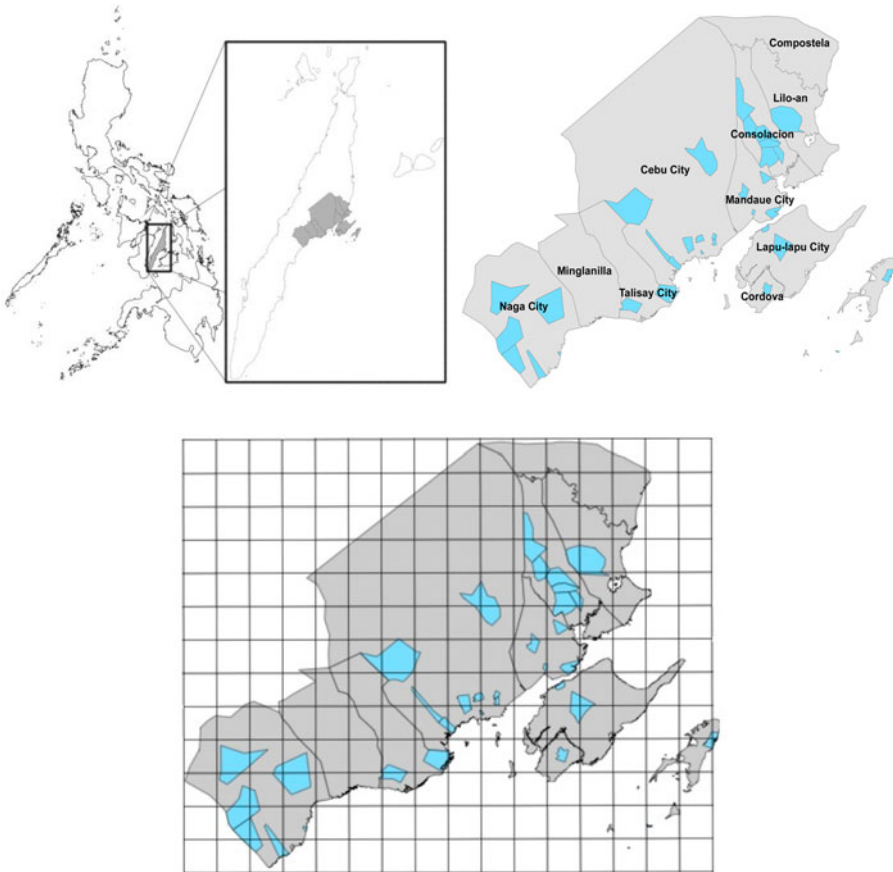 Compostela
Lilo-an
Consolacion
Cebu City
Mandaue City
Lapu-lapu City
Minglanilla
Talisay City
Cordova
Naga City